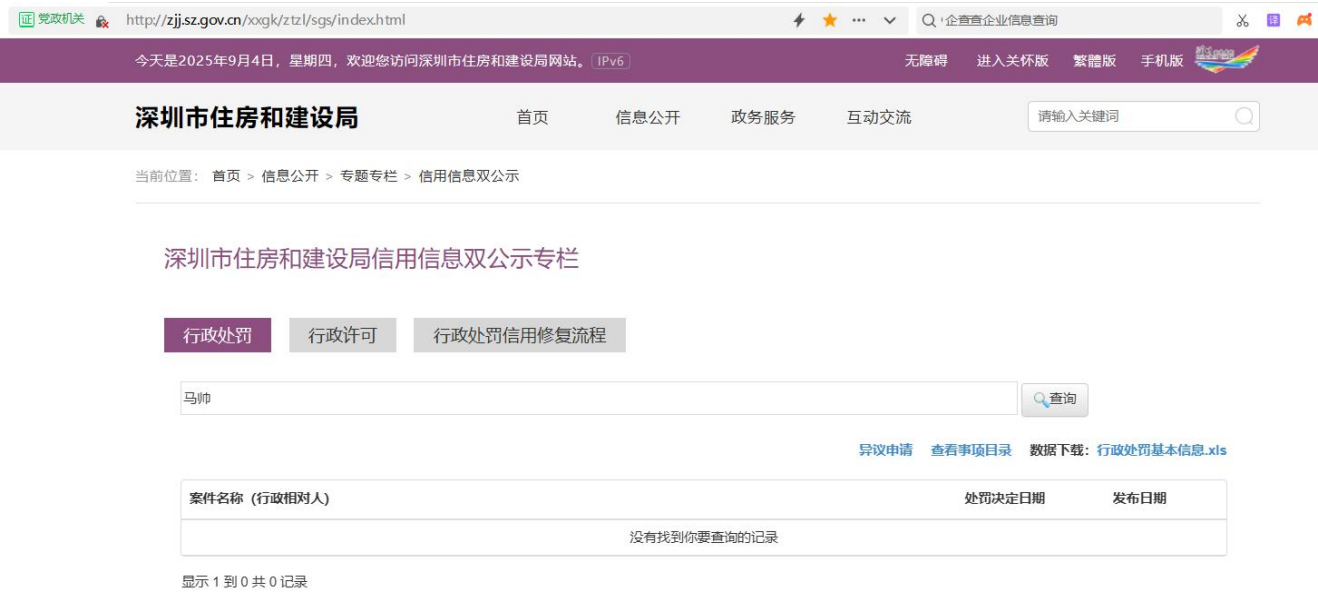 证 党政机关 http://zjj.sz.gov.cn/xxgk/ztzl/sgs/index.html 企查查企业信息查询 译
今天是2025年9月4日，星期四，欢迎您访问深圳市住房和建设局网站。 IPv6 无障碍 进入关怀版 繁體版 手机版
深圳市住房和建设局 首页 信息公开 政务服务 互动交流 请输入关键词
当前位置： 首页 > 信息公开 > 专题专栏 > 信用信息双公示
深圳市住房和建设局信用信息双公示专栏
行政处罚 行政许可 行政处罚信用修复流程
马帅 查询
异议申请 查看事项目录 数据下载：行政处罚基本信息.xls
案件名称（行政相对人） 处罚决定日期 发布日期
没有找到你要查询的记录
显示 1 到 0 共 0 记录